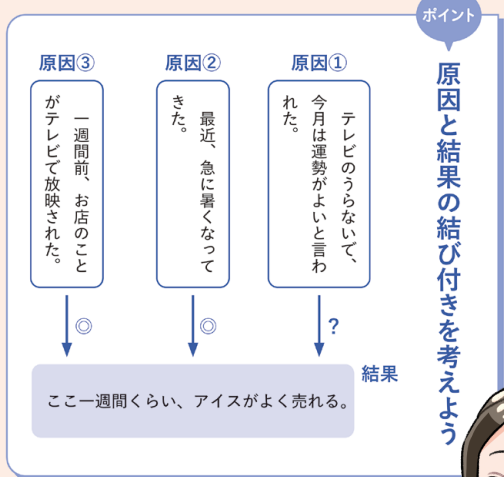 ポイント
原因と結果の結び付きを考えよう
原因①
テレビのうらないで、
今月は運勢がよいと言わ
れた。
?
原因②
最近、急に暑くなって
きた。
◎
原因③
一週間前、お店のこと
がテレビで放映された。
◎
結果
ここ一週間くらい、アイスがよく売れる。